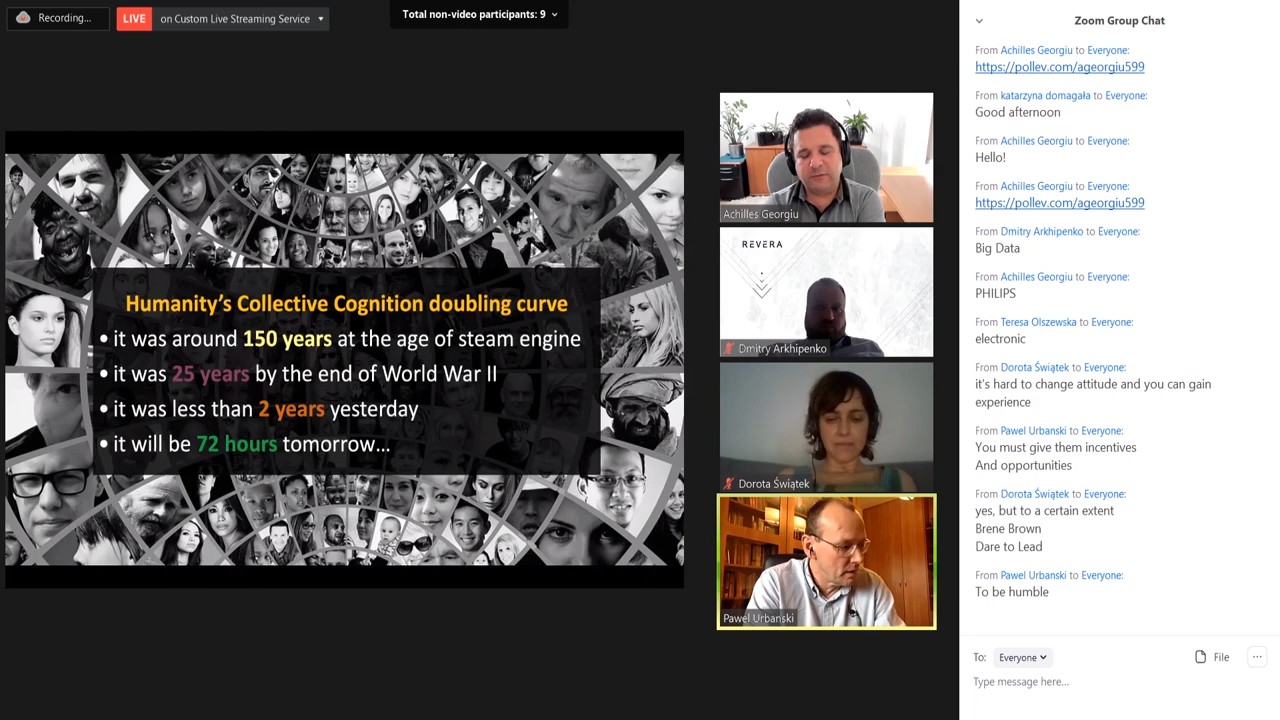 Recording...
LIVE on Custom Live Streaming Service
Total non-video participants: 9
Humanity's Collective Cognition doubling curve
• it was around 150 years at the age of steam engine
• it was 25 years by the end of World War II
• it was less than 2 years yesterday
• it will be 72 hours tomorrow...
Achilles Georgiu
REVERA
Dmitry Arkhipenko
Dorota Świątek
Pawel Urbanski
Zoom Group Chat
From Achilles Georgiu to Everyone:
https://pollev.com/ageorgiu599
From katarzyna domagała to Everyone:
Good afternoon
From Achilles Georgiu to Everyone:
Hello!
From Achilles Georgiu to Everyone:
https://pollev.com/ageorgiu599
From Dmitry Arkhipenko to Everyone:
Big Data
From Achilles Georgiu to Everyone:
PHILIPS
From Teresa Olszewska to Everyone:
electronic
From Dorota Świątek to Everyone:
it's hard to change attitude and you can gain
experience
From Pawel Urbanski to Everyone:
You must give them incentives
And opportunities
From Dorota Świątek to Everyone:
yes, but to a certain extent
Brene Brown
Dare to Lead
From Pawel Urbanski to Everyone:
To be humble
To: Everyone File ...
Type message here...